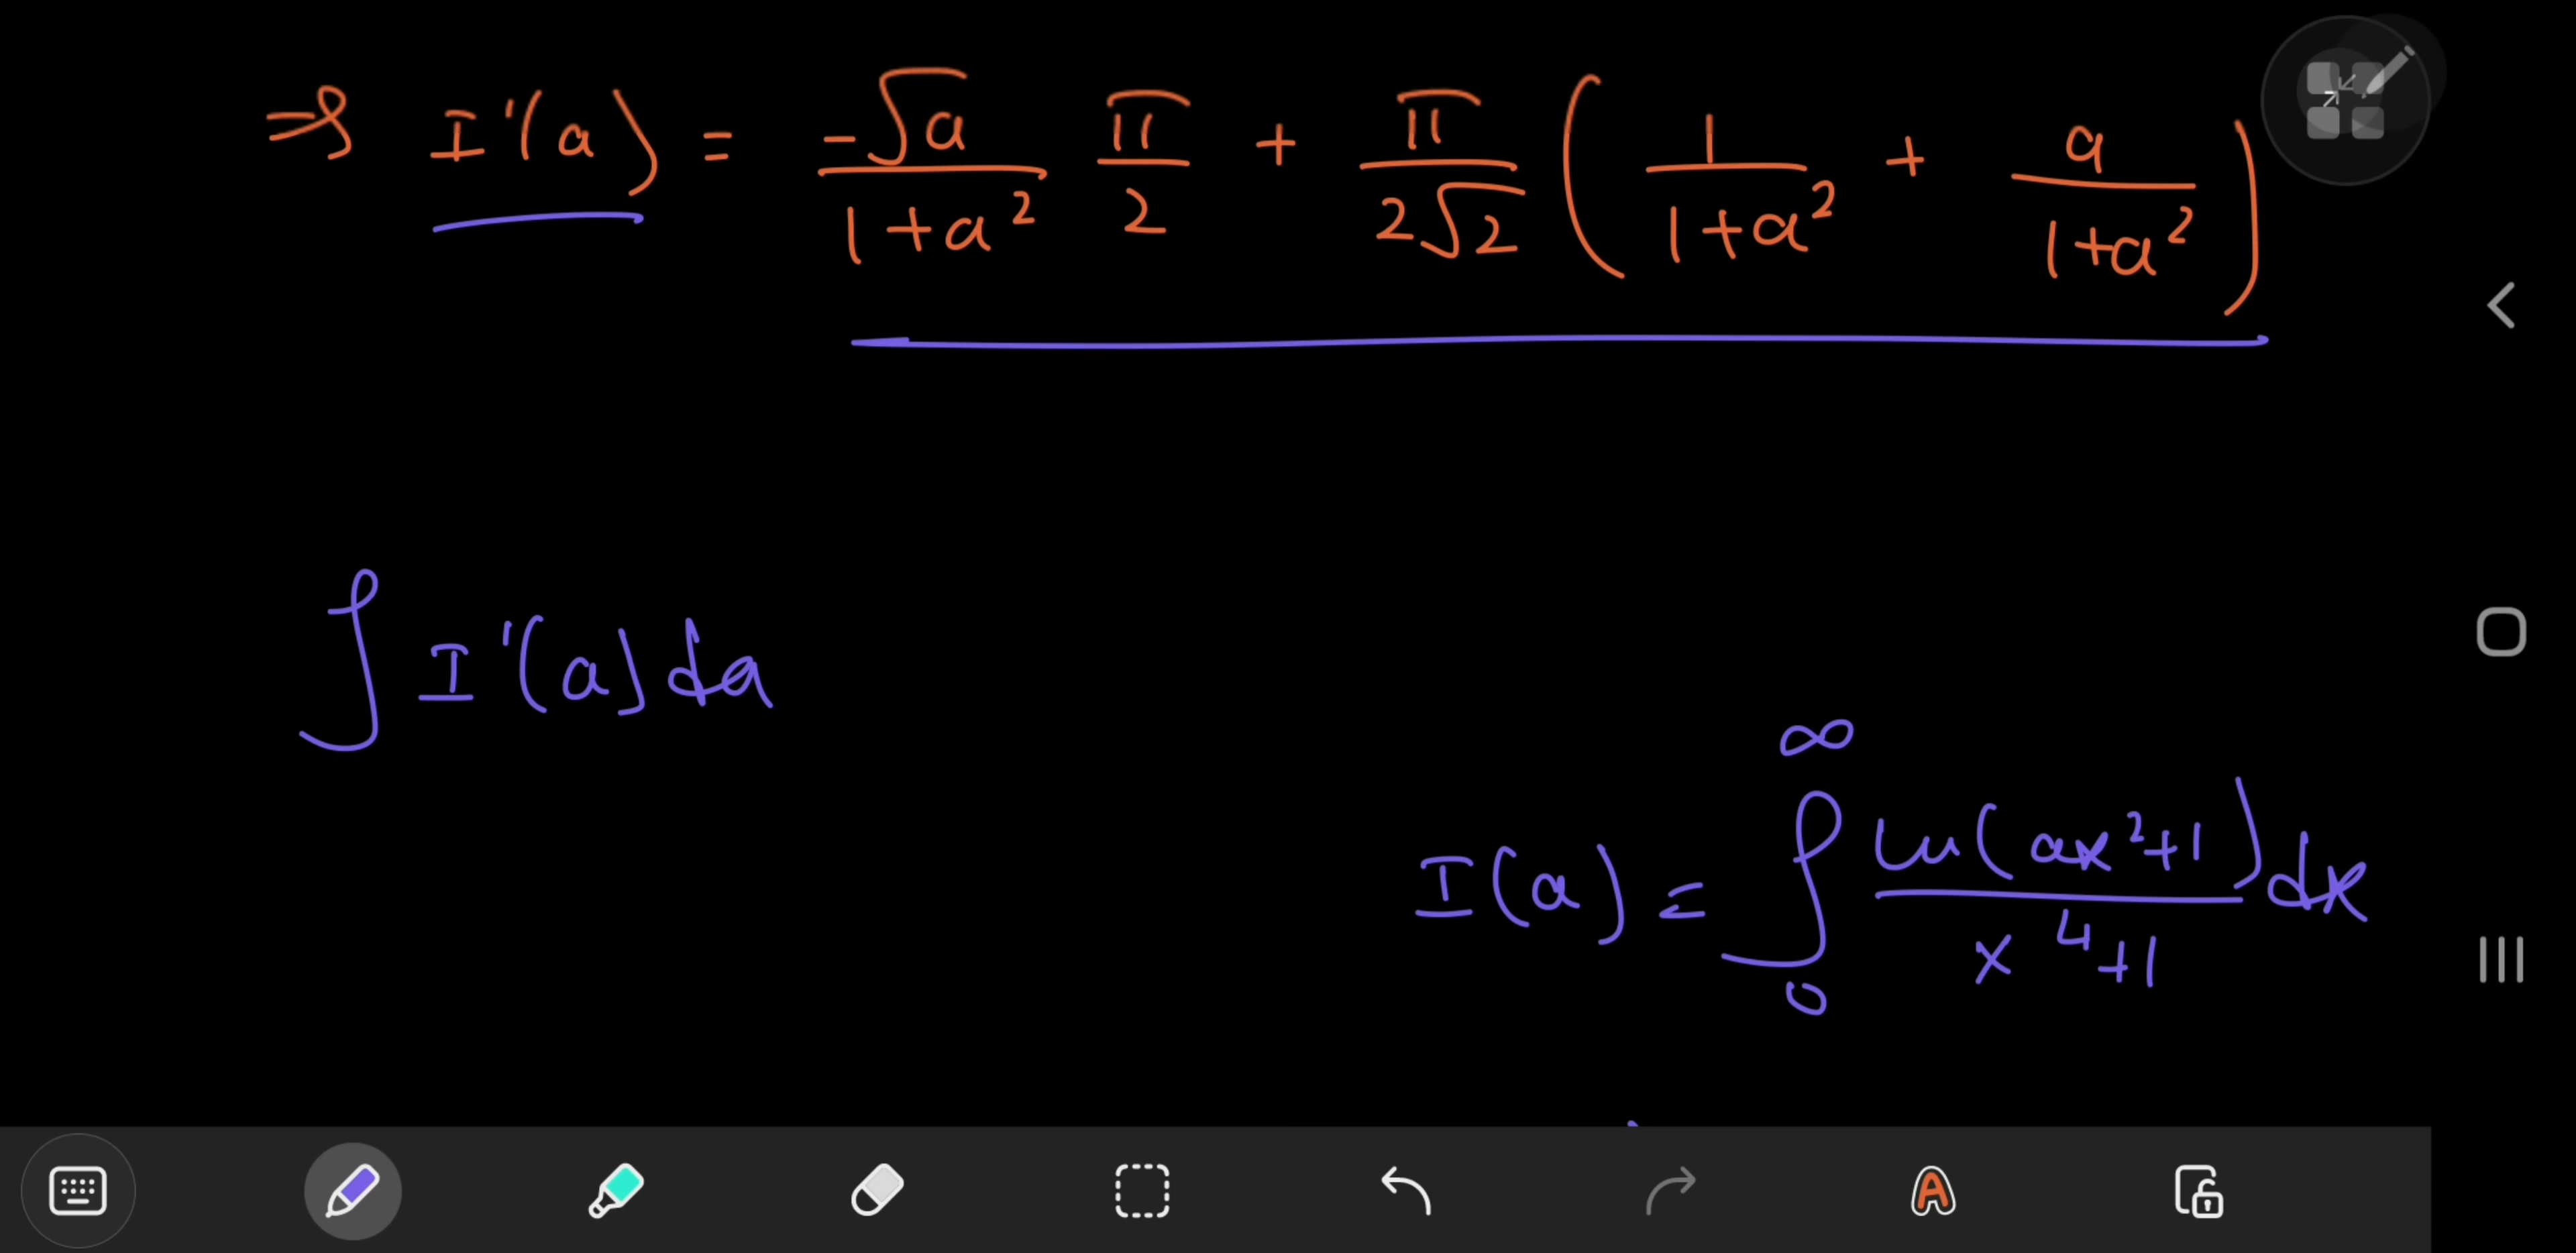 ⇒ I'(a) = -√a/(1+a²) π/2 + π/(2√2) (1/(1+a²) + a/(1+a²))
∫ I'(a) da
I(a) = ∫₀^∞ ln(ax²+1)/(x⁴+1) dx
A